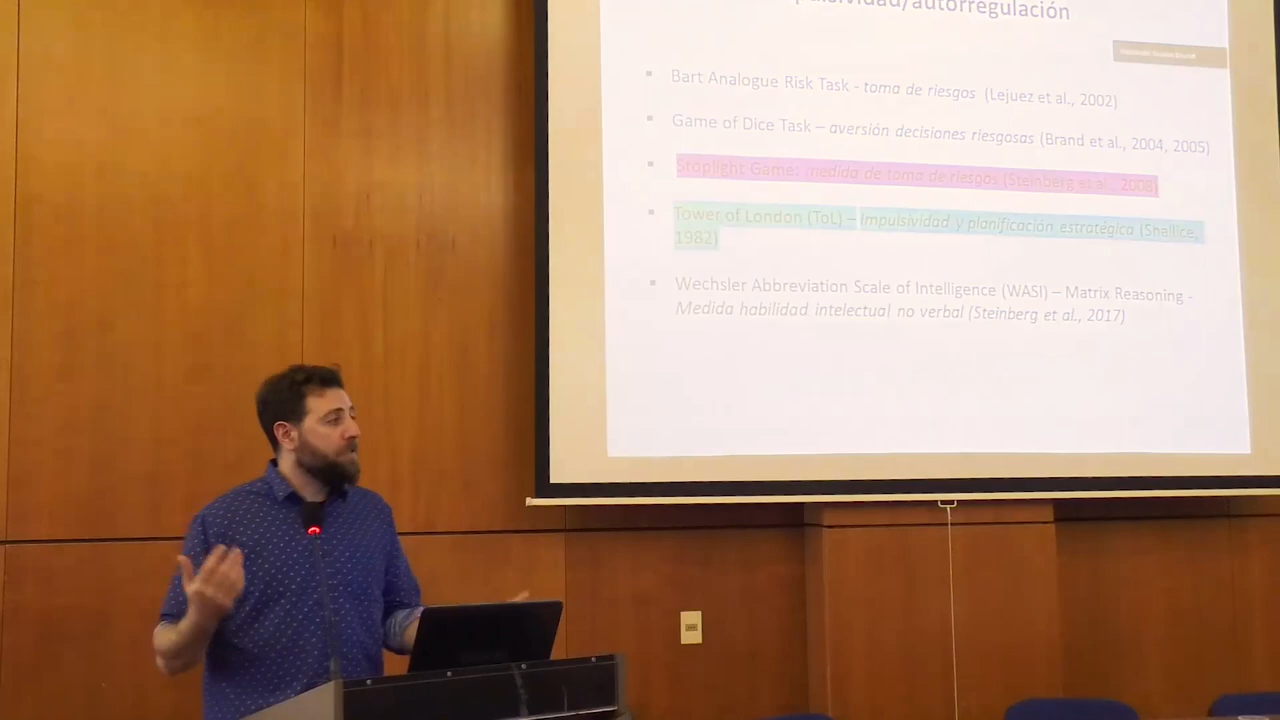 /autorregulación
Bart Analogue Risk Task - toma de riesgos (Lejuez et al., 2002)
Game of Dice Task – aversión decisiones riesgosas (Brand et al., 2004, 2005)
Stoplight Game: medida de toma de riesgos (Steinberg et al., 2008)
Tower of London (ToL) – Impulsividad y planificación estratégica (Shallice,
1982)
Wechsler Abbreviation Scale of Intelligence (WASI) – Matrix Reasoning -
Medida habilidad intelectual no verbal (Steinberg et al., 2017)